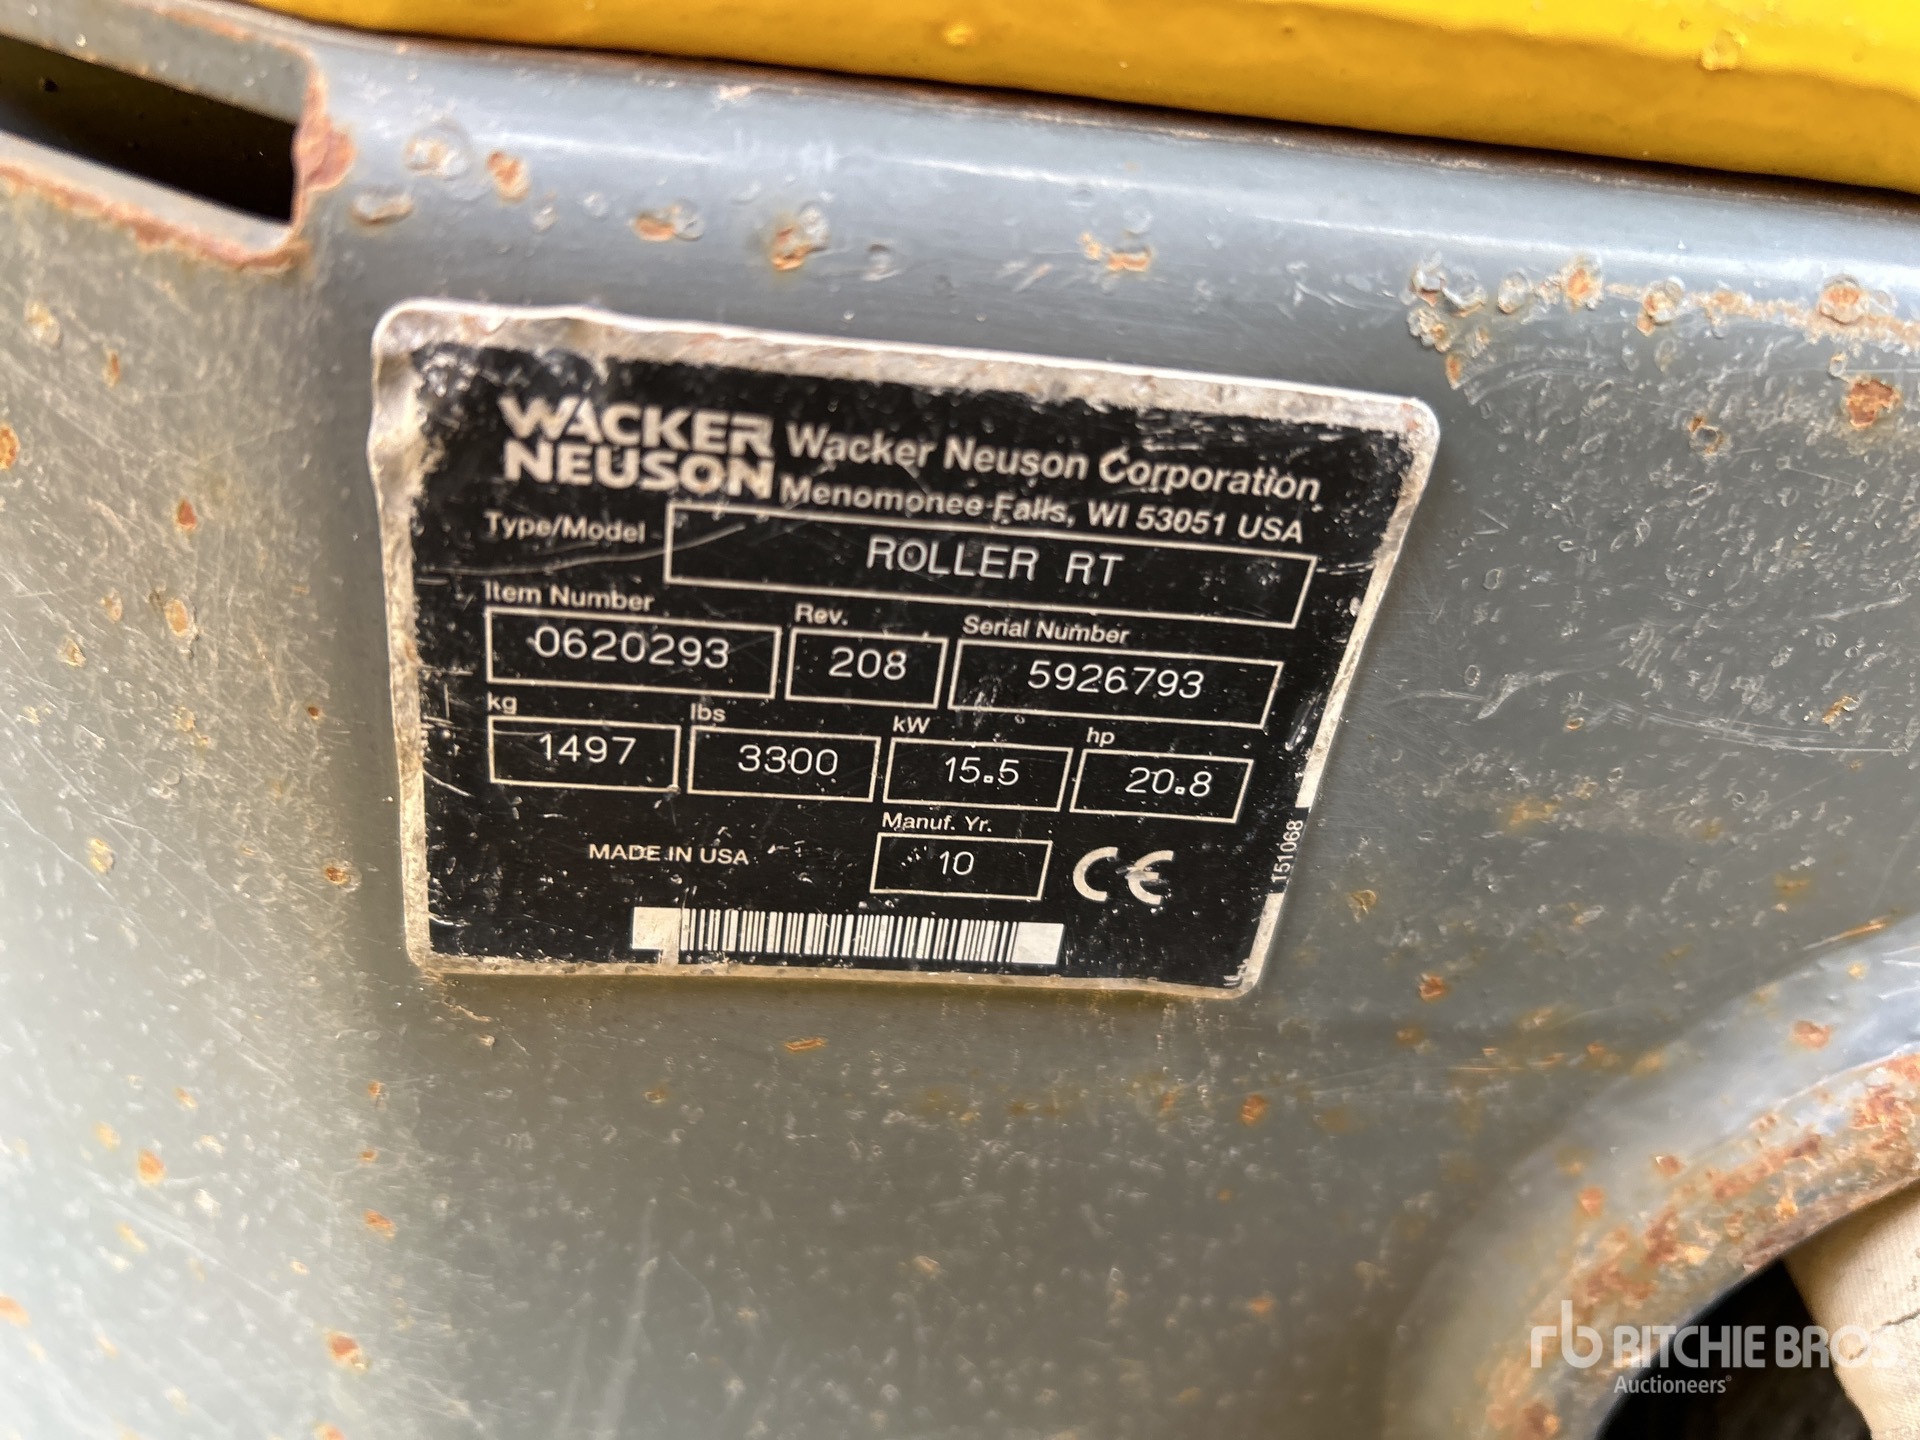 WACKER NEUSON
Wacker Neuson Corporation
Menomonee Falls, WI 53051 USA
Type/Model ROLLER RT
Item Number Rev. Serial Number
0620293 208 5926793
kg lbs kW hp
1497 3300 15.5 20.8
Manuf. Yr.
MADE IN USA 10 CE
151068
rb RITCHIE BROS
Auctioneers